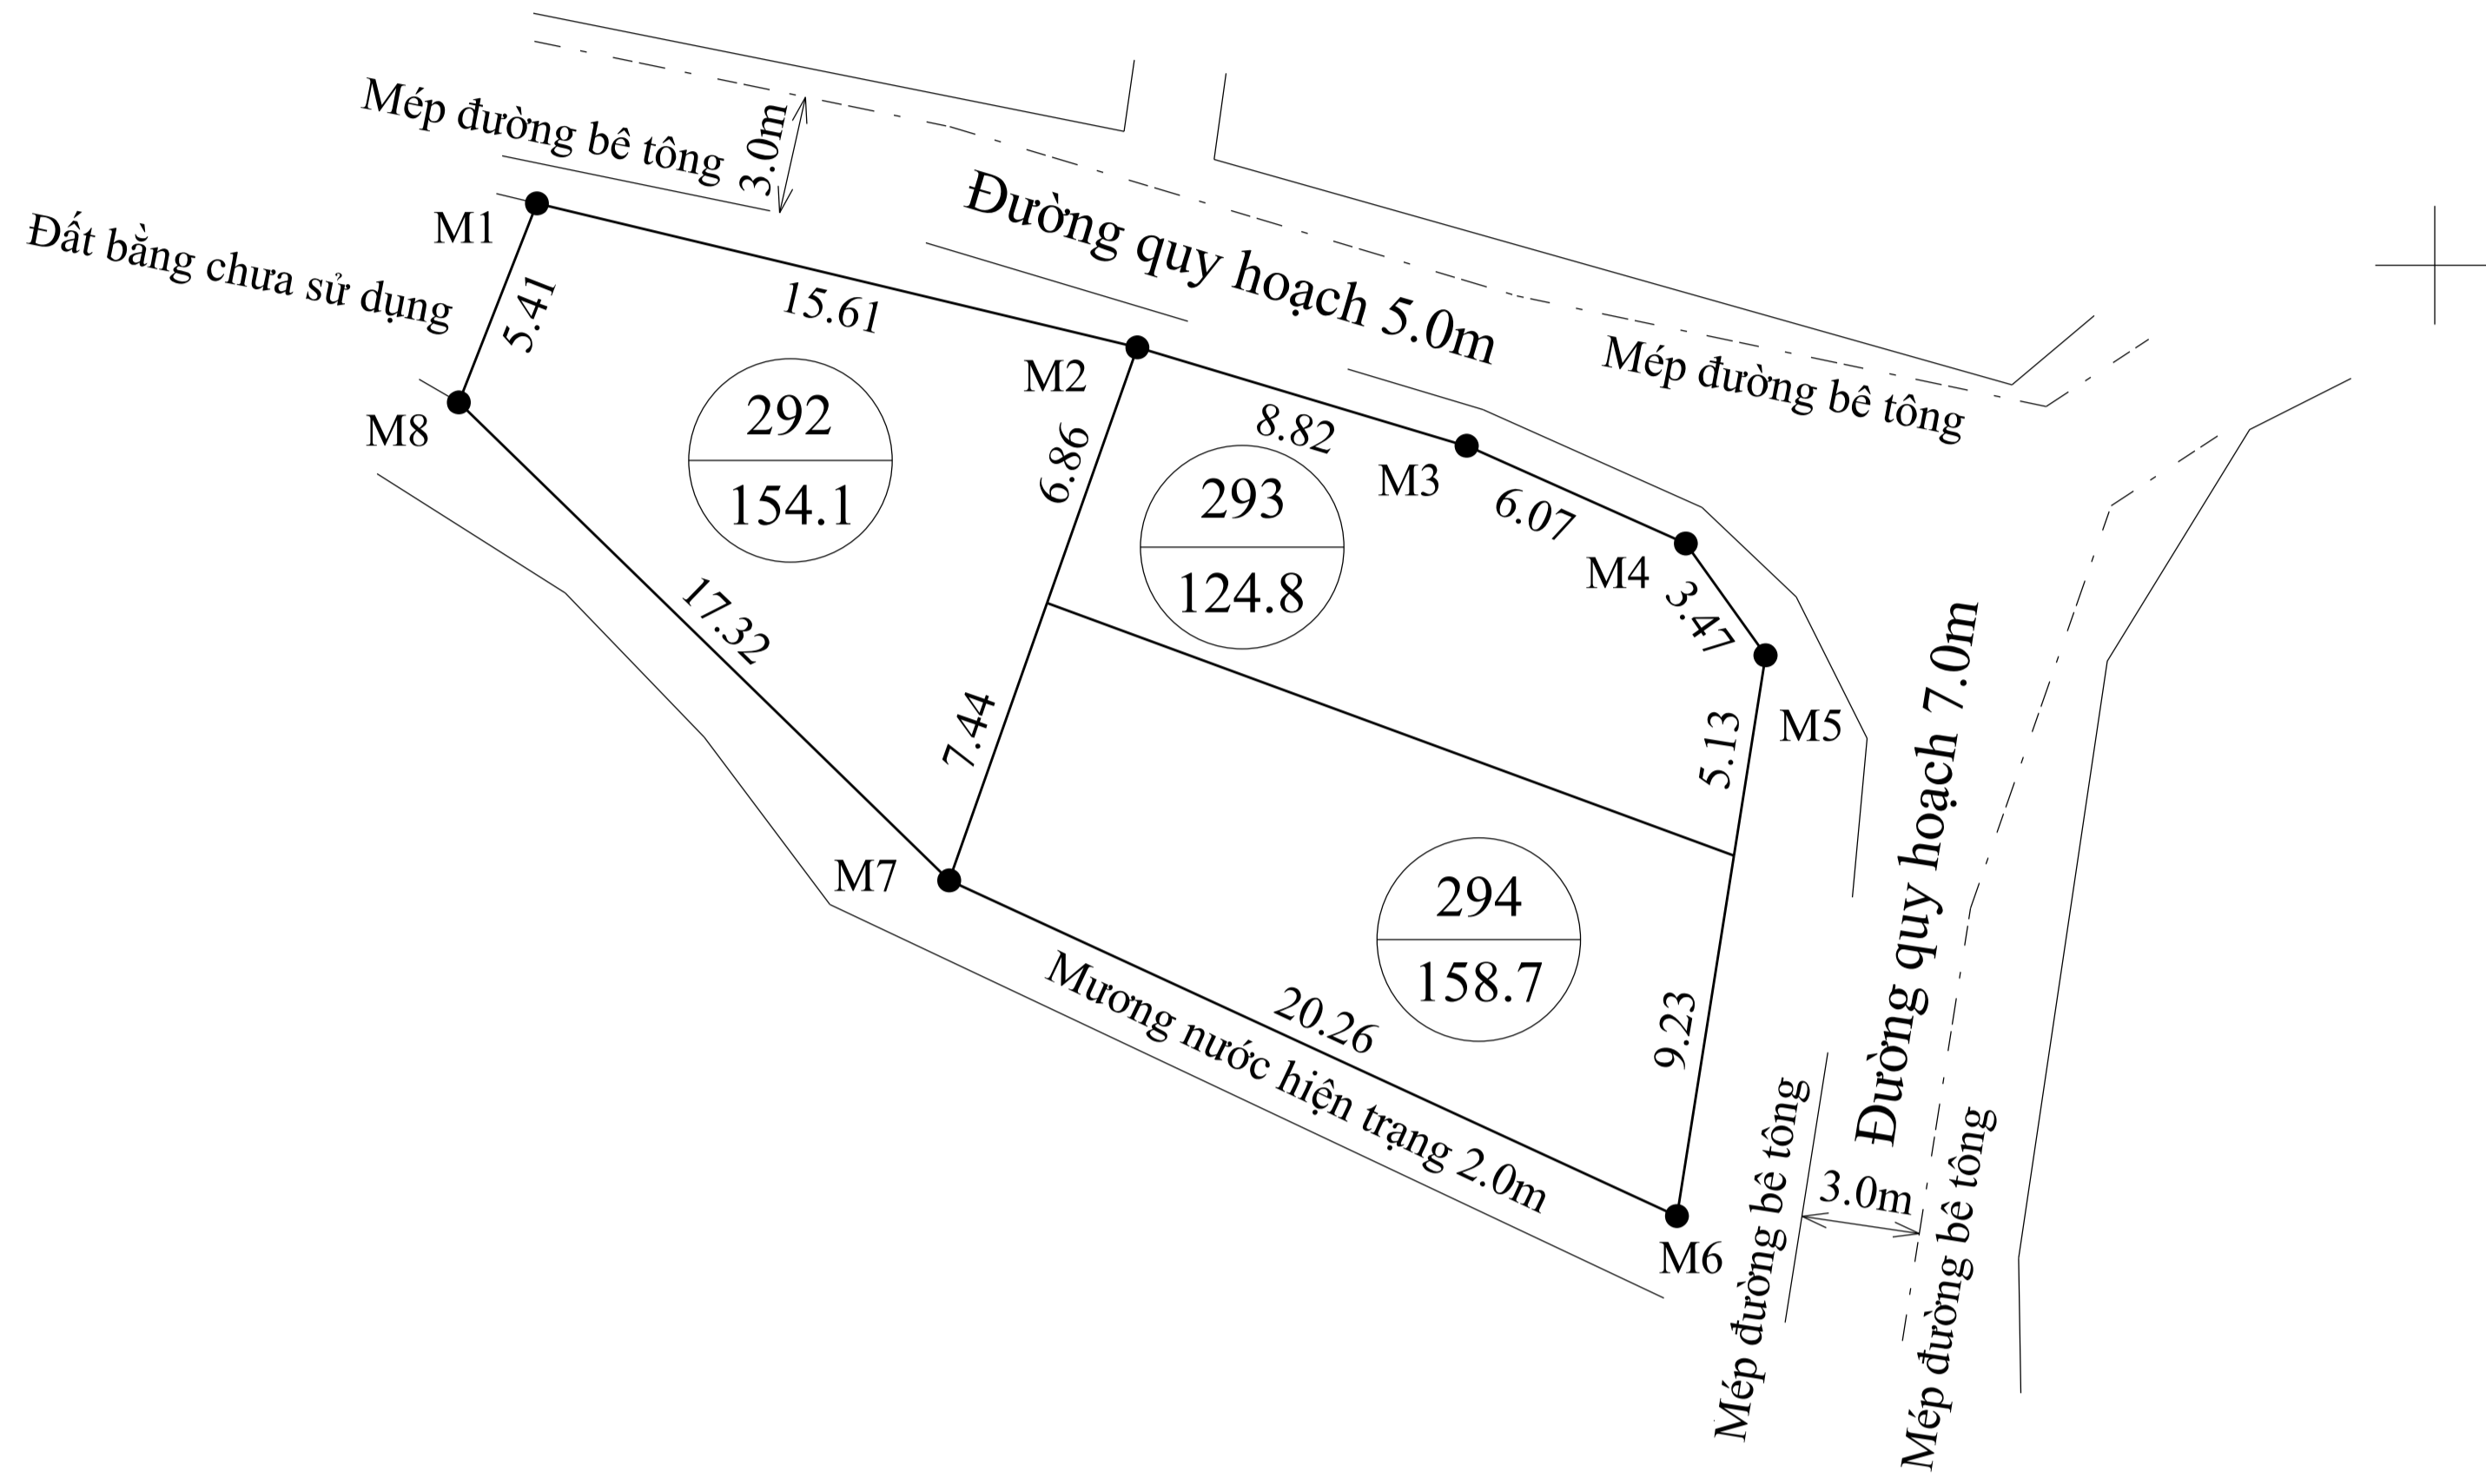 Mép đường bê tông
3.0m
Đường quy hoạch 5.0m
M1
Đất bằng chưa sử dụng
5.41
15.61
M2
Mép đường bê tông
M8
292
154.1
6.86
8.82
M3
293
124.8
6.07
M4
3.47
17.32
M5
5.13
7.44
M7
Đường quy hoạch 7.0m
294
158.7
20.26
9.23
Mương nước hiện trạng 2.0m
M6
3.0m
Mép đường bê tông
Mép đường bê tông